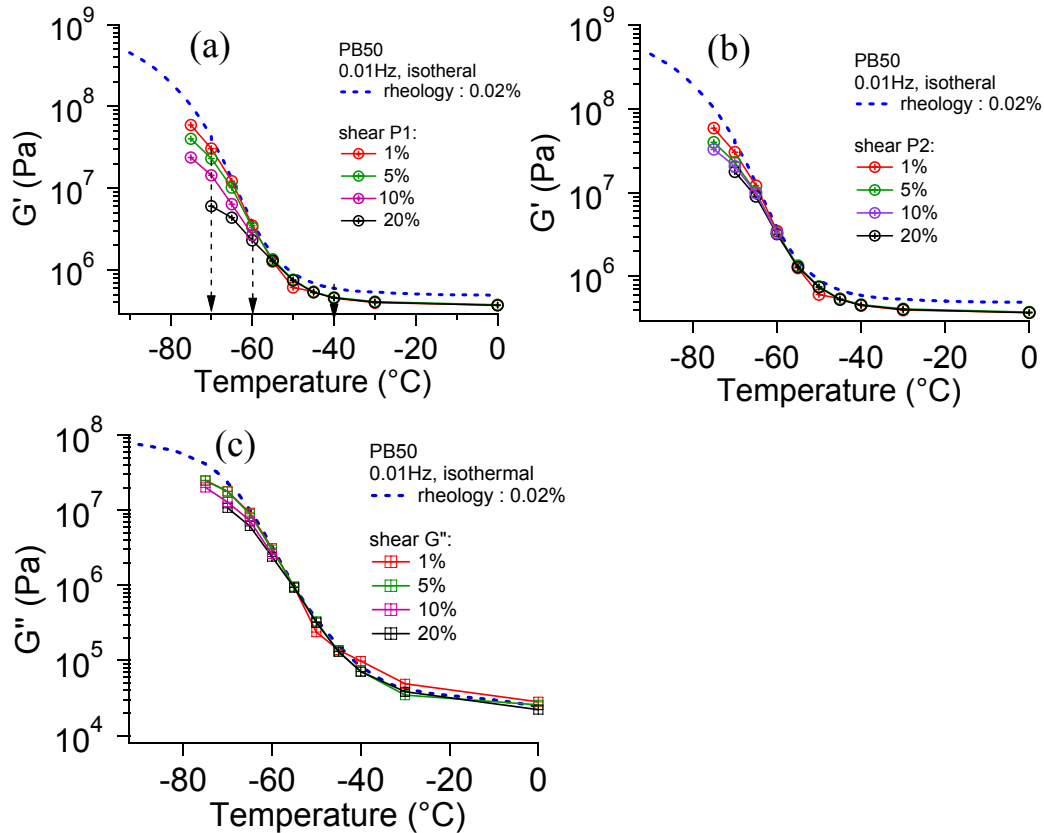 (a)
PB50
0.01Hz, isotheral
rheology : 0.02%
shear P1:
1%
5%
10%
20%
10⁹
10⁸
10⁷
10⁶
G' (Pa)
-80 -60 -40 -20 0
Temperature (°C)
(b)
PB50
0.01Hz, isotheral
rheology : 0.02%
shear P2:
1%
5%
10%
20%
10⁹
10⁸
10⁷
10⁶
G' (Pa)
-80 -60 -40 -20 0
Temperature (°C)
(c)
PB50
0.01Hz, isothermal
rheology : 0.02%
shear G":
1%
5%
10%
20%
10⁸
10⁷
10⁶
10⁵
10⁴
G" (Pa)
-80 -60 -40 -20 0
Temperature (°C)